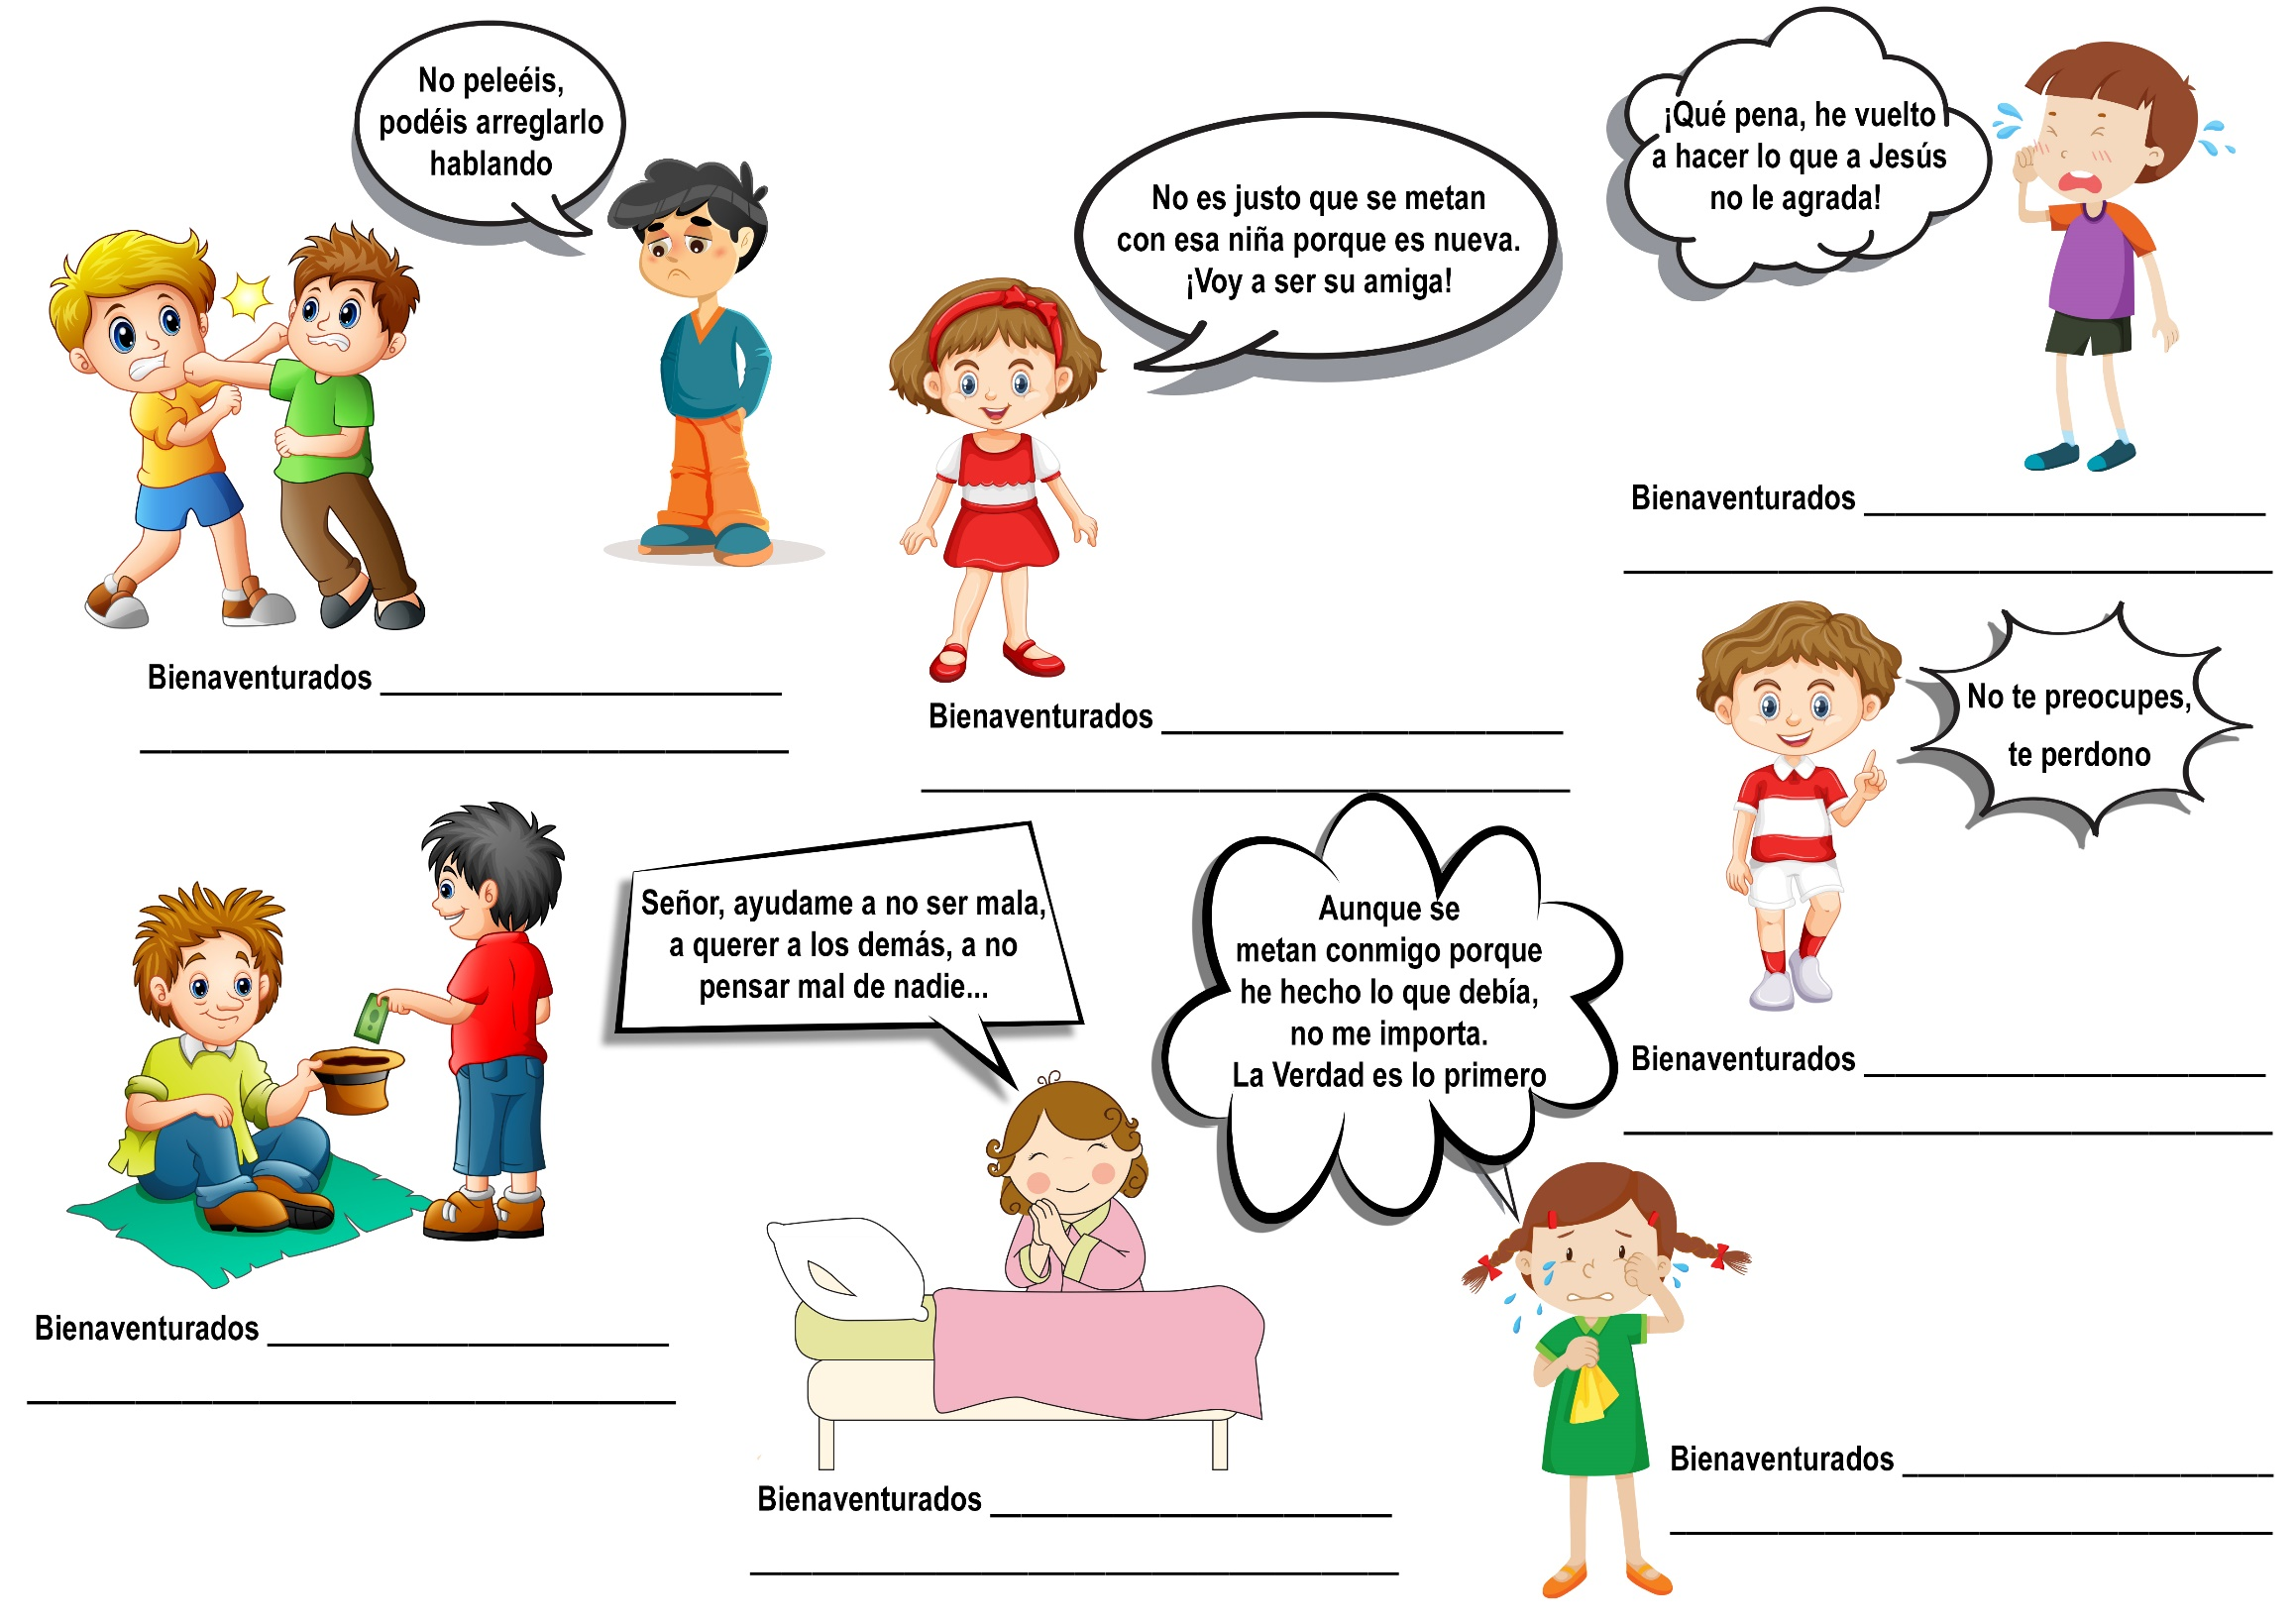 No peleéis,
podéis arreglarlo
hablando
Bienaventurados
No es justo que se metan
con esa niña porque es nueva.
¡Voy a ser su amiga!
Bienaventurados
¡Qué pena, he vuelto
a hacer lo que a Jesús
no le agrada!
Bienaventurados
No te preocupes,
te perdono
Bienaventurados
Bienaventurados
Señor, ayudame a no ser mala,
a querer a los demás, a no
pensar mal de nadie...
Bienaventurados
Aunque se
metan conmigo porque
he hecho lo que debía,
no me importa.
La Verdad es lo primero
Bienaventurados